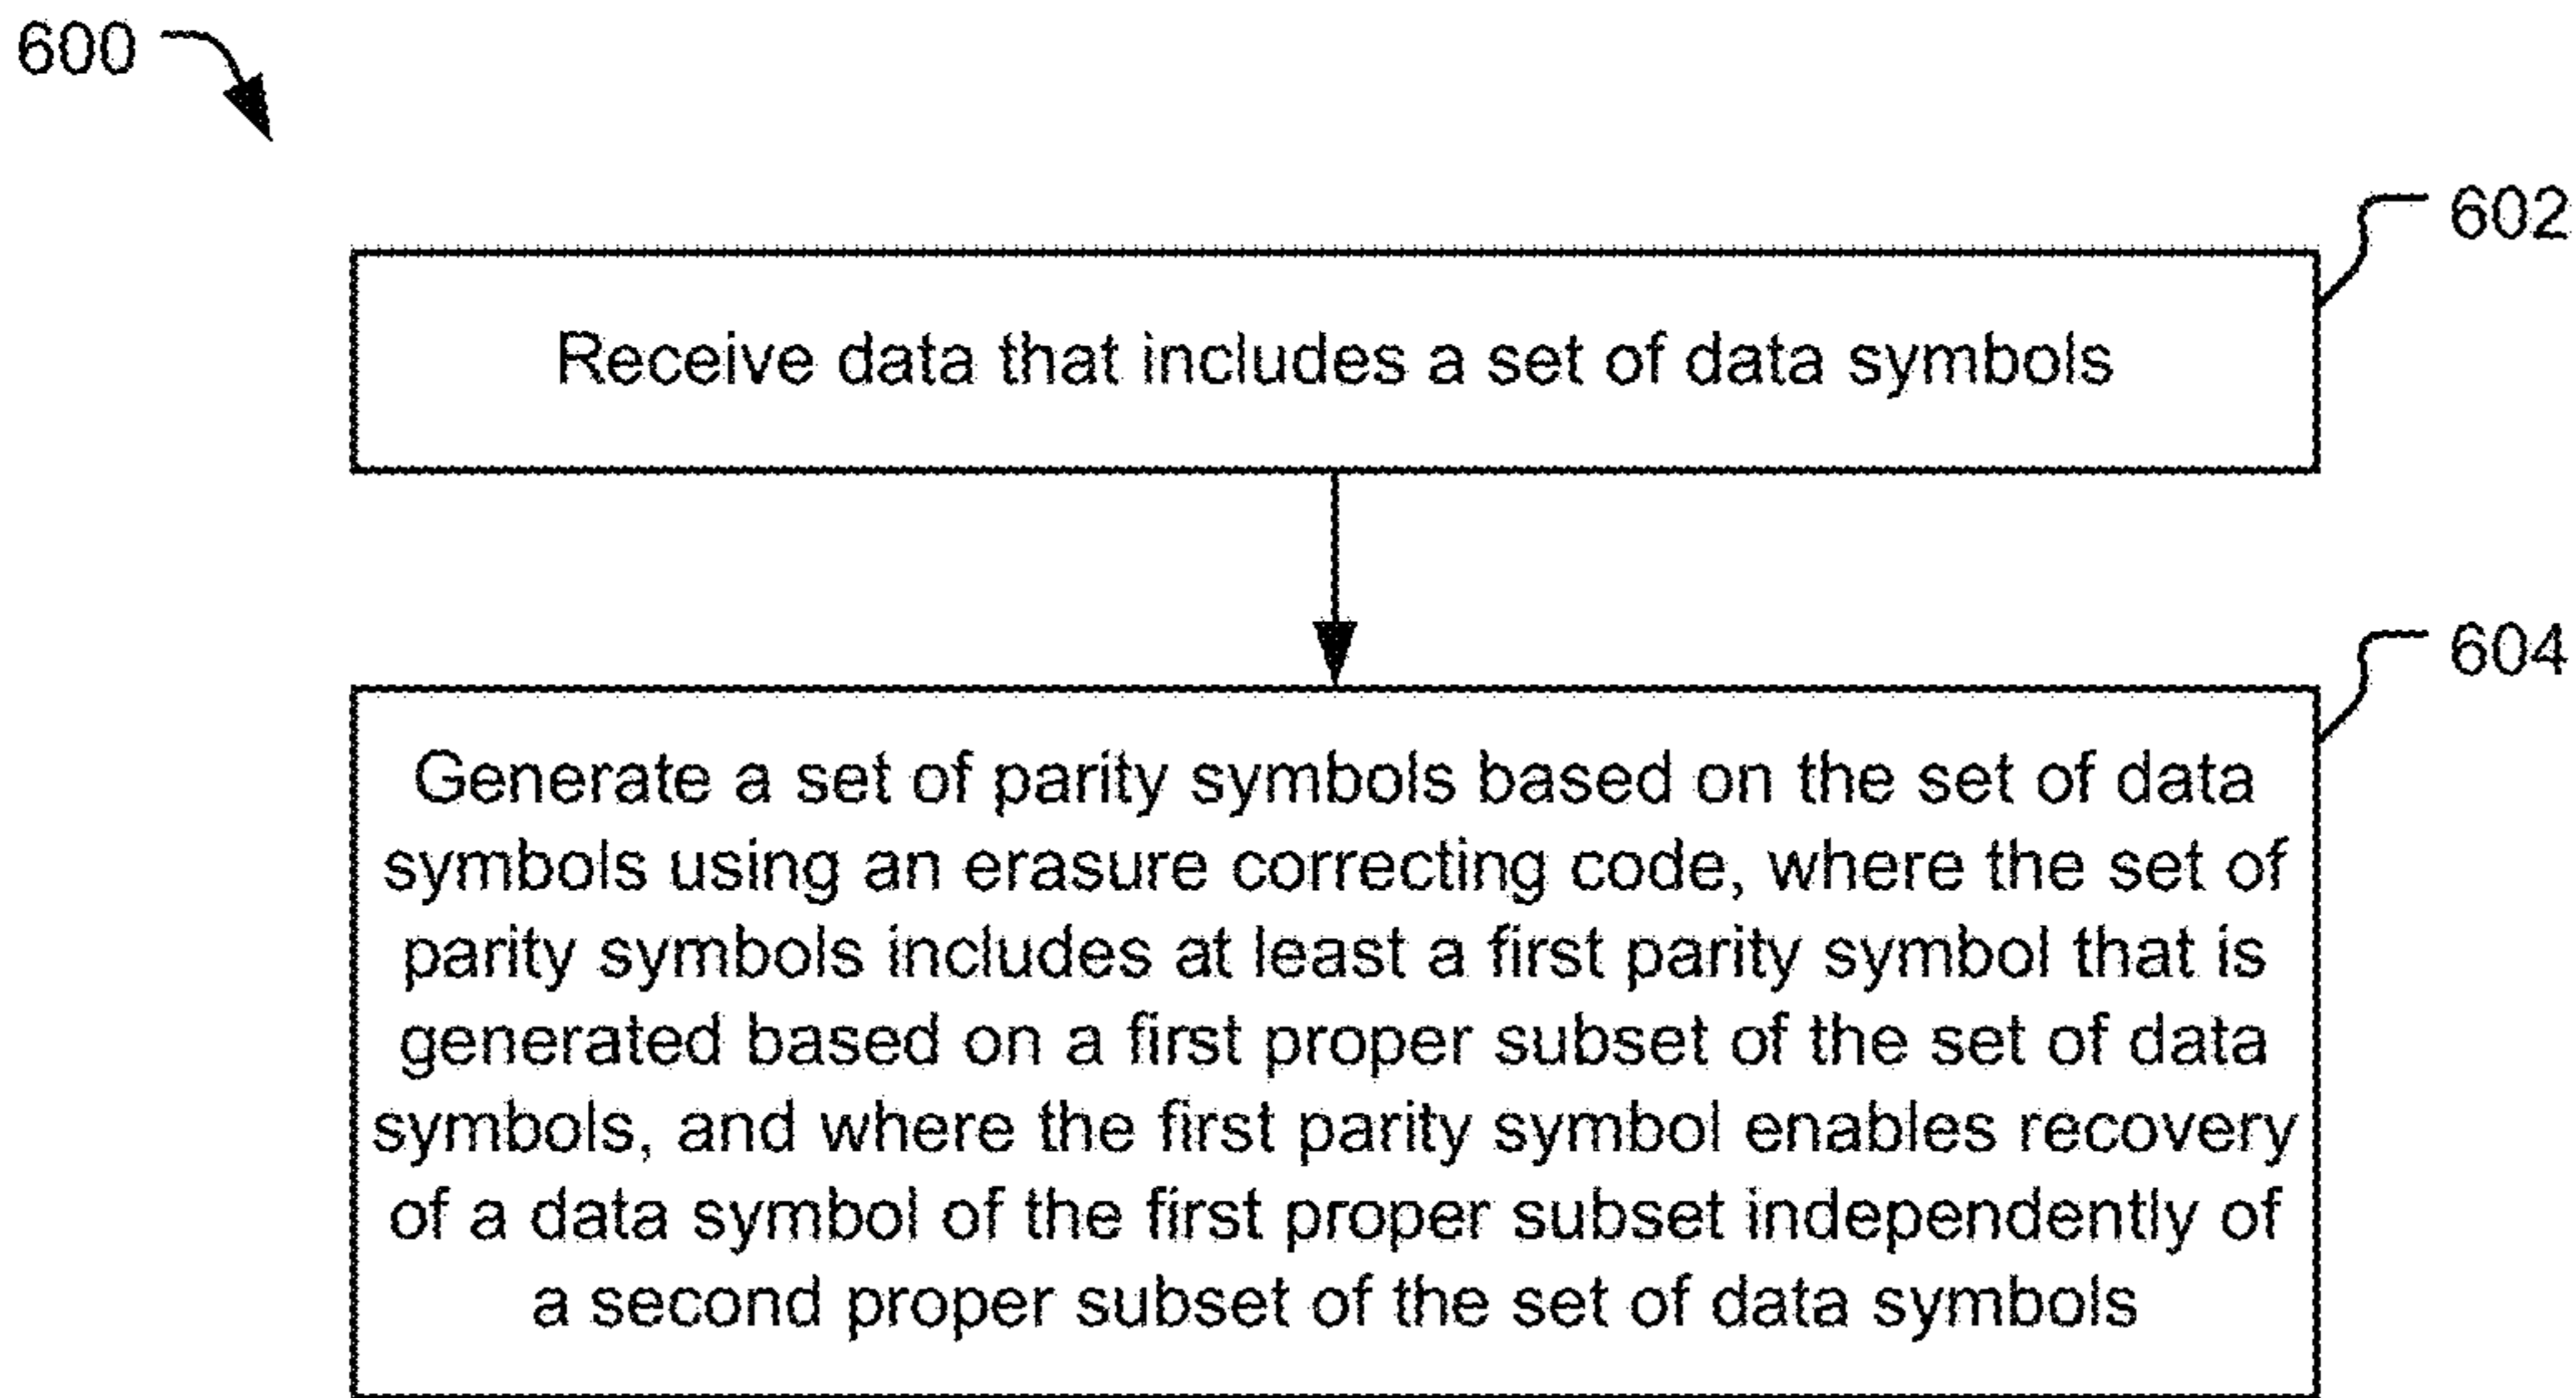 600
602
Receive data that includes a set of data symbols
604
Generate a set of parity symbols based on the set of data
symbols using an erasure correcting code, where the set of
parity symbols includes at least a first parity symbol that is
generated based on a first proper subset of the set of data
symbols, and where the first parity symbol enables recovery
of a data symbol of the first proper subset independently of
a second proper subset of the set of data symbols